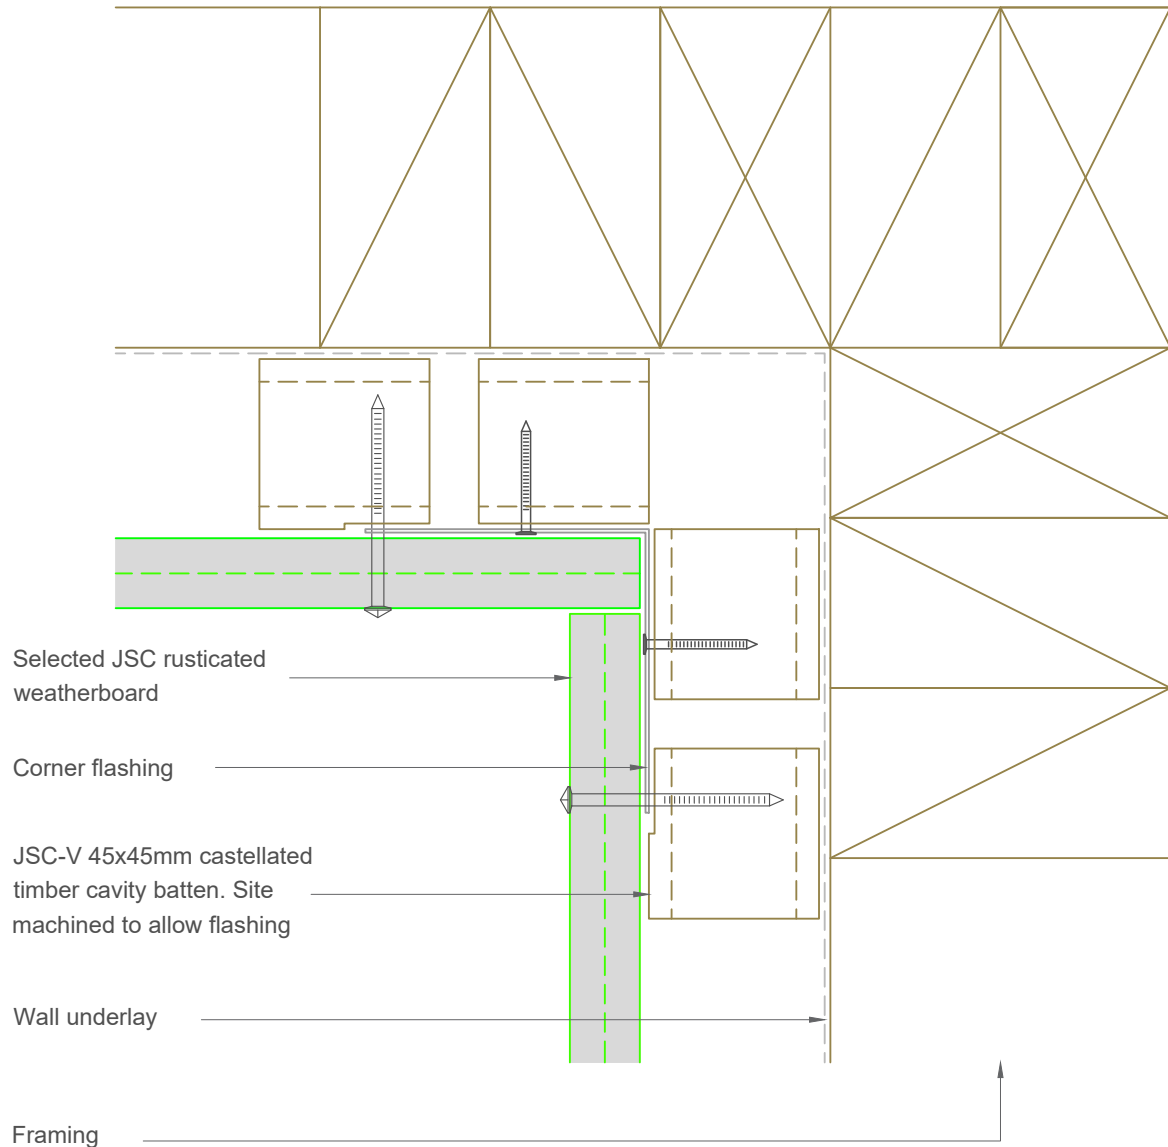 Selected JSC rusticated
weatherboard
Corner flashing
JSC-V 45x45mm castellated
timber cavity batten. Site
machined to allow flashing
Wall underlay
Framing